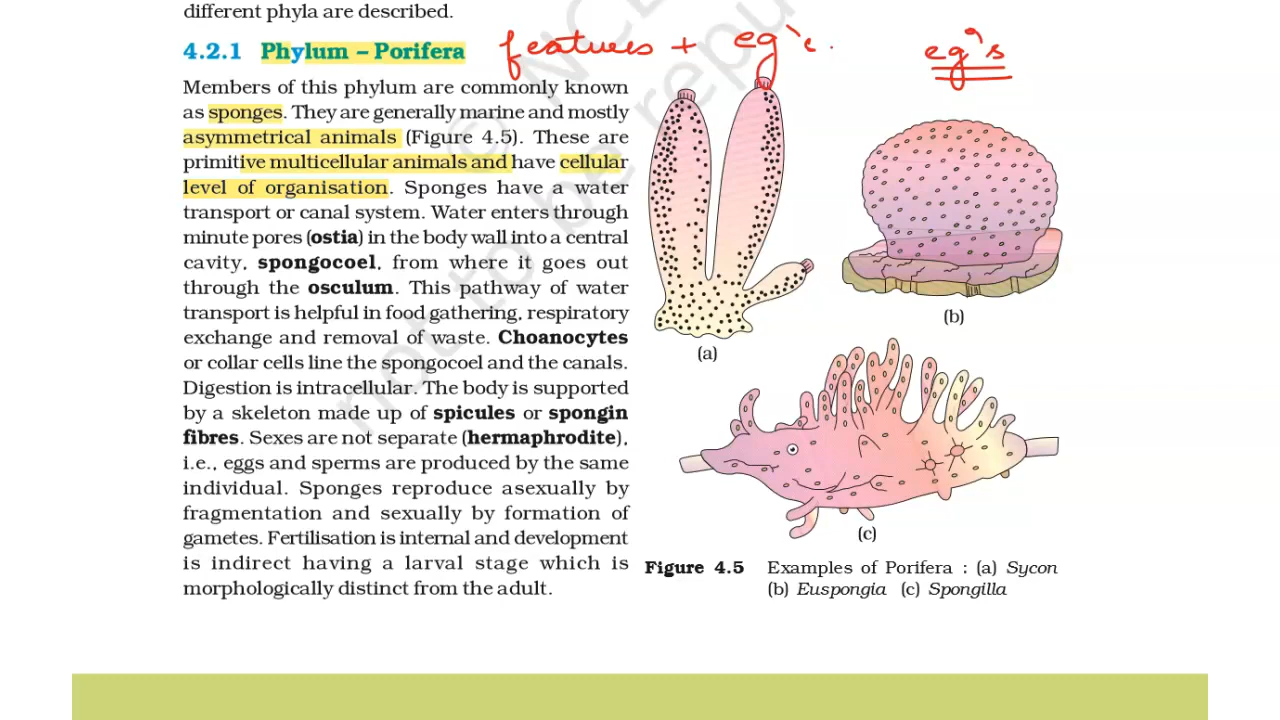 different phyla are described.
4.2.1 Phylum – Porifera
features + eg's.
eg's
Members of this phylum are commonly known
as sponges. They are generally marine and mostly
asymmetrical animals (Figure 4.5). These are
primitive multicellular animals and have cellular
level of organisation. Sponges have a water
transport or canal system. Water enters through
minute pores (ostia) in the body wall into a central
cavity, spongocoel, from where it goes out
through the osculum. This pathway of water
transport is helpful in food gathering, respiratory
exchange and removal of waste. Choanocytes
or collar cells line the spongocoel and the canals.
Digestion is intracellular. The body is supported
by a skeleton made up of spicules or spongin
fibres. Sexes are not separate (hermaphrodite),
i.e., eggs and sperms are produced by the same
individual. Sponges reproduce asexually by
fragmentation and sexually by formation of
gametes. Fertilisation is internal and development
is indirect having a larval stage which is
morphologically distinct from the adult.
(a)
(b)
(c)
Figure 4.5 Examples of Porifera : (a) Sycon
(b) Euspongia (c) Spongilla
© NCE
not to be repu